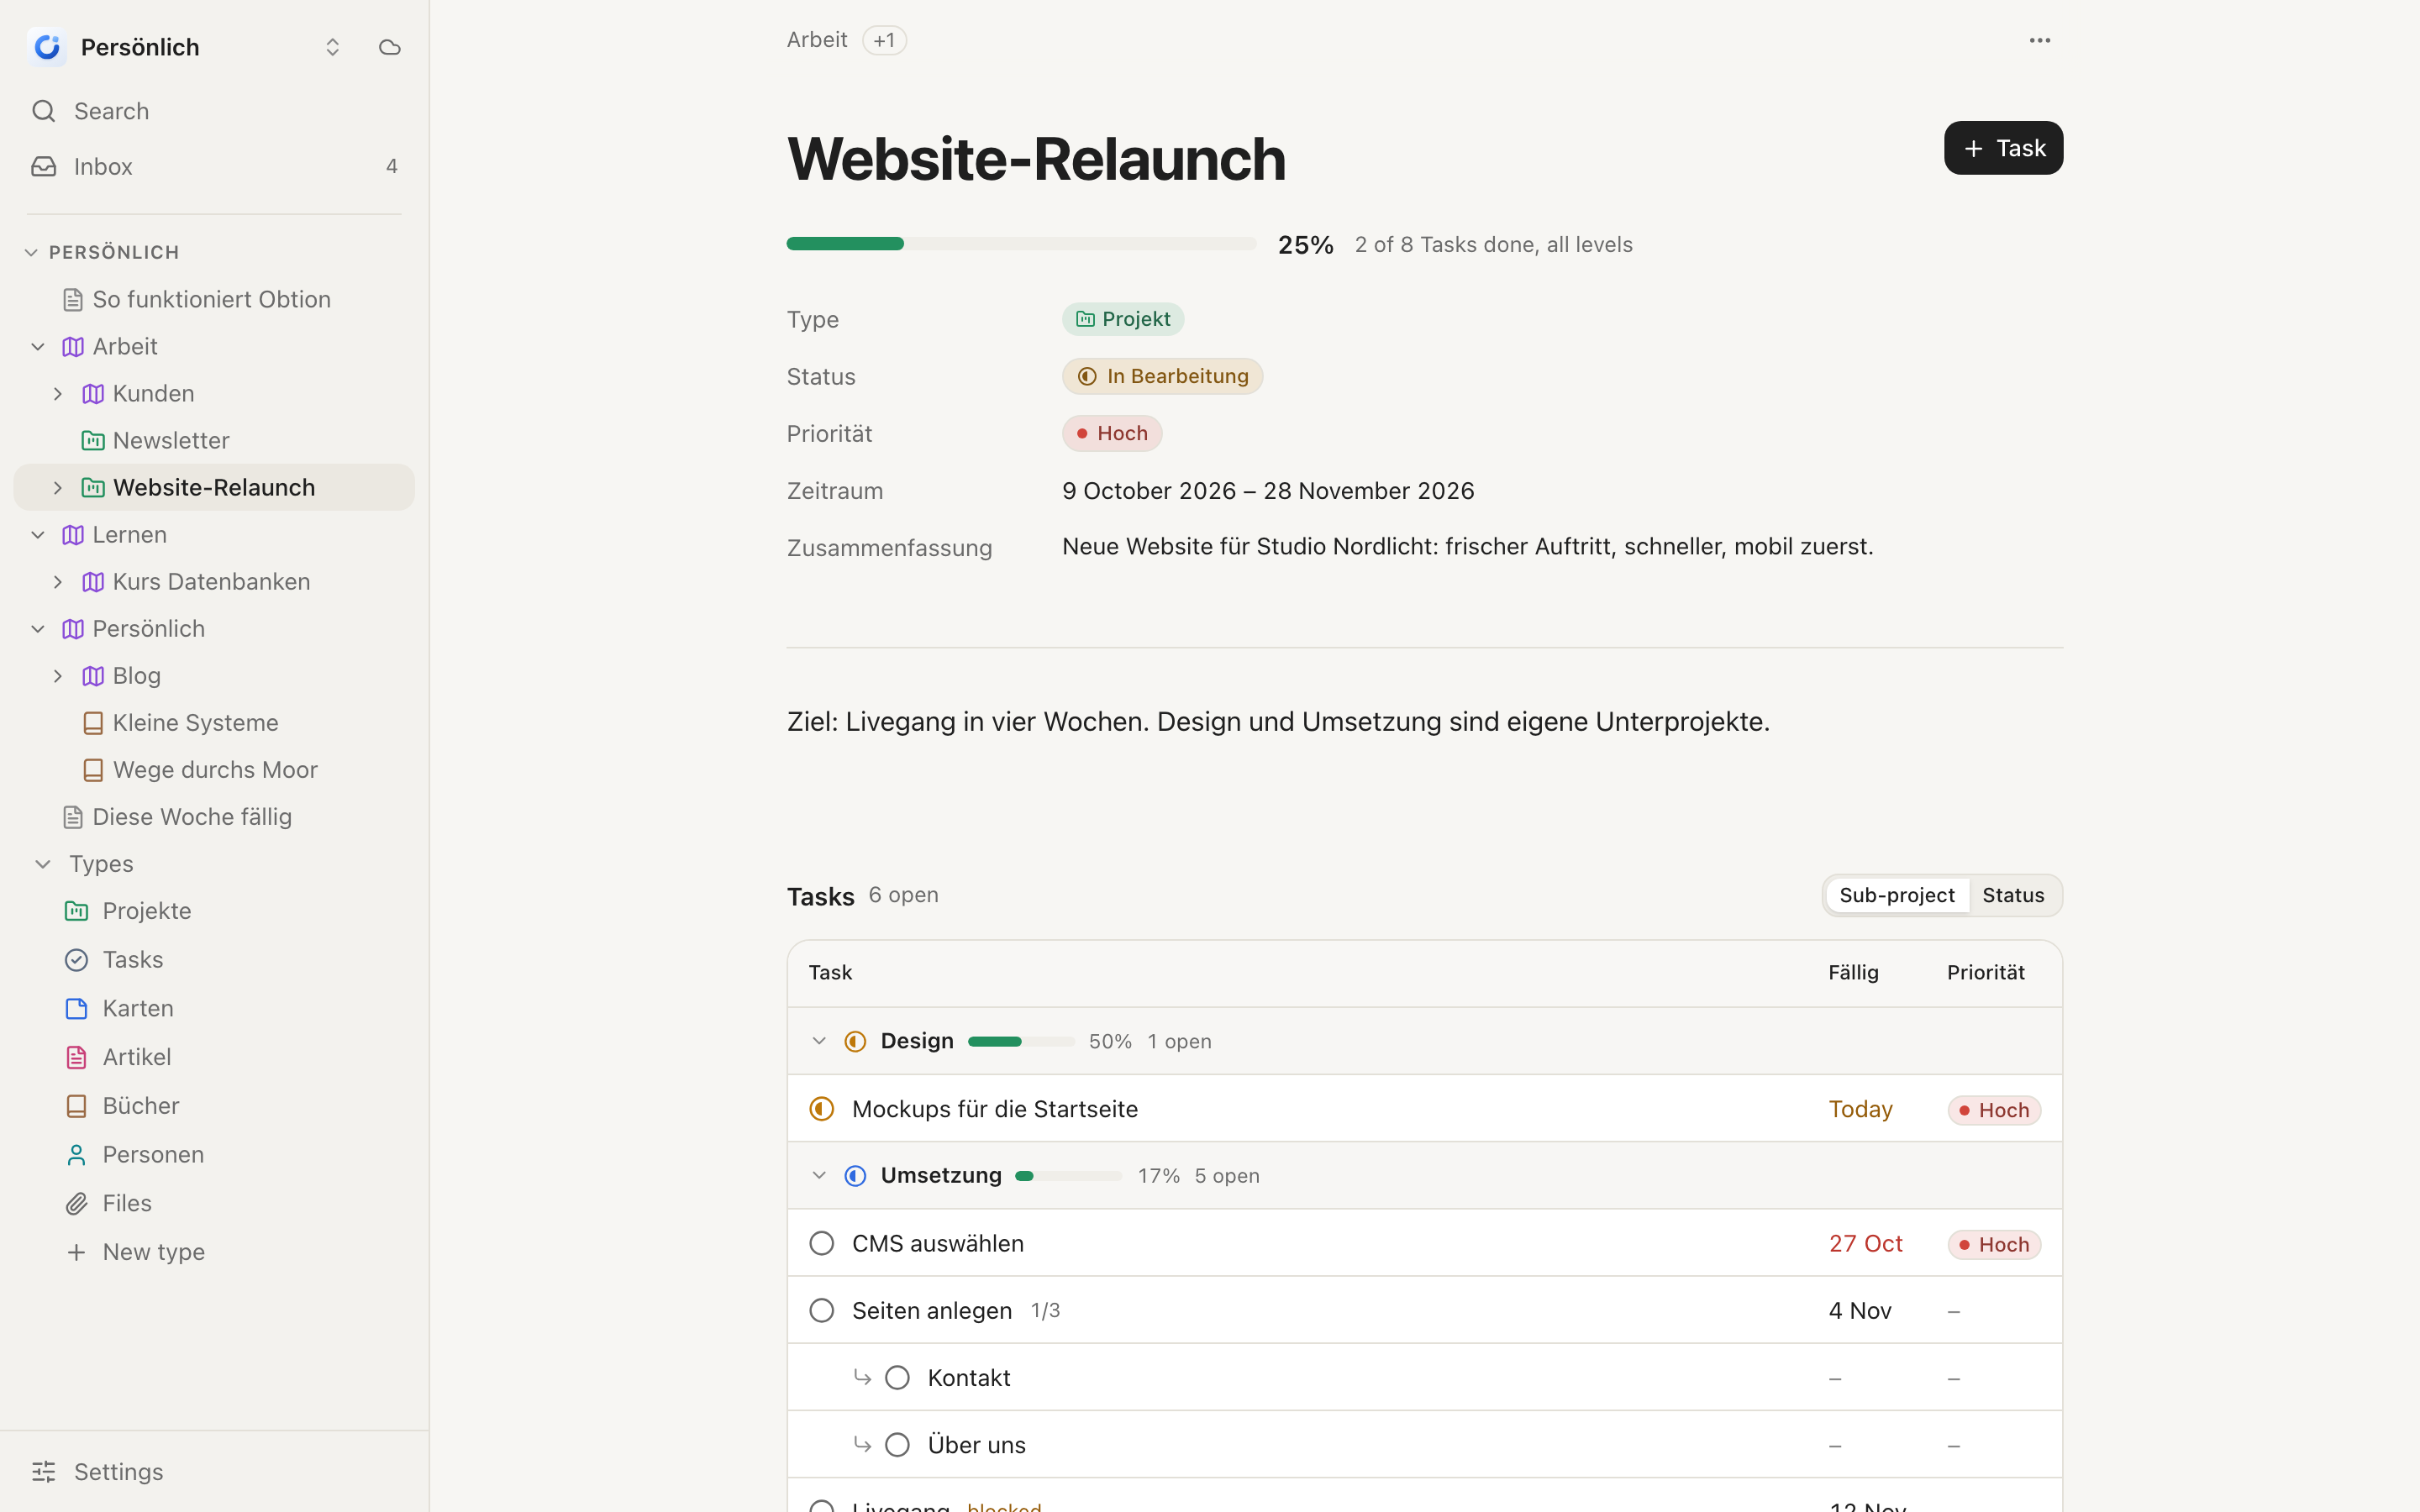 Persönlich
Search
Inbox 4
PERSÖNLICH
So funktioniert Obtion
Arbeit
Kunden
Newsletter
Website-Relaunch
Lernen
Kurs Datenbanken
Persönlich
Blog
Kleine Systeme
Wege durchs Moor
Diese Woche fällig
Types
Projekte
Tasks
Karten
Artikel
Bücher
Personen
Files
New type
Settings
Arbeit +1
Website-Relaunch
Task
25% 2 of 8 Tasks done, all levels
Type Projekt
Status In Bearbeitung
Priorität Hoch
Zeitraum 9 October 2026 – 28 November 2026
Zusammenfassung Neue Website für Studio Nordlicht: frischer Auftritt, schneller, mobil zuerst.
Ziel: Livegang in vier Wochen. Design und Umsetzung sind eigene Unterprojekte.
Tasks 6 open Sub-project Status
Task Fällig Priorität
Design 50% 1 open
Mockups für die Startseite Today Hoch
Umsetzung 17% 5 open
CMS auswählen 27 Oct Hoch
Seiten anlegen 1/3 4 Nov –
Kontakt – –
Über uns – –
Livegang blocked 12 Nov